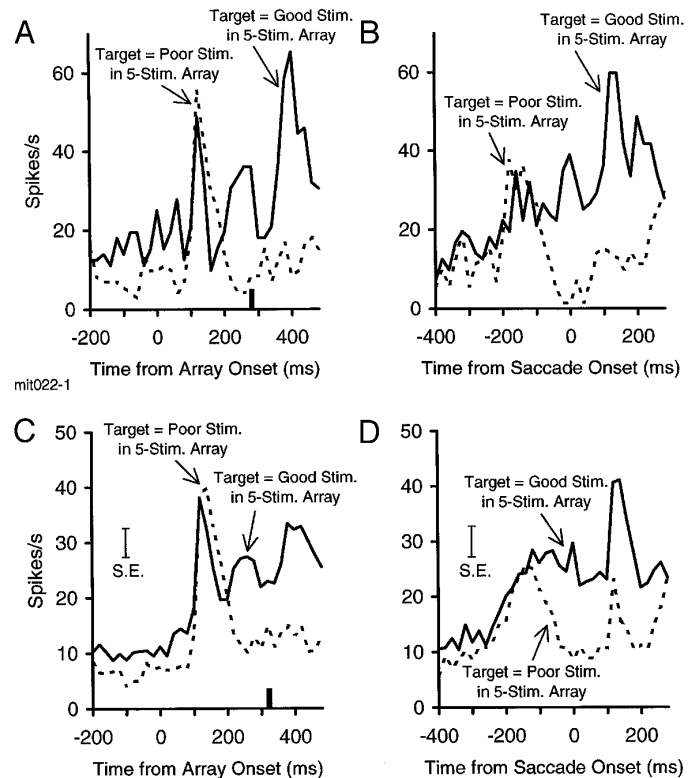 A
Target = Good Stim.
in 5-Stim. Array
Target = Poor Stim.
in 5-Stim. Array
Spikes/s
60
40
20
0
-200
0
200
400
Time from Array Onset (ms)
mit022-1
B
Target = Good Stim.
in 5-Stim. Array
Target = Poor Stim.
in 5-Stim. Array
60
40
20
0
-400
-200
0
200
Time from Saccade Onset (ms)
C
Target = Poor Stim.
in 5-Stim. Array
Target = Good Stim.
in 5-Stim. Array
S.E.
Spikes/s
50
40
30
20
10
0
-200
0
200
400
Time from Array Onset (ms)
D
Target = Good Stim.
in 5-Stim. Array
S.E.
Target = Poor Stim.
in 5-Stim. Array
50
40
30
20
10
0
-400
-200
0
200
Time from Saccade Onset (ms)